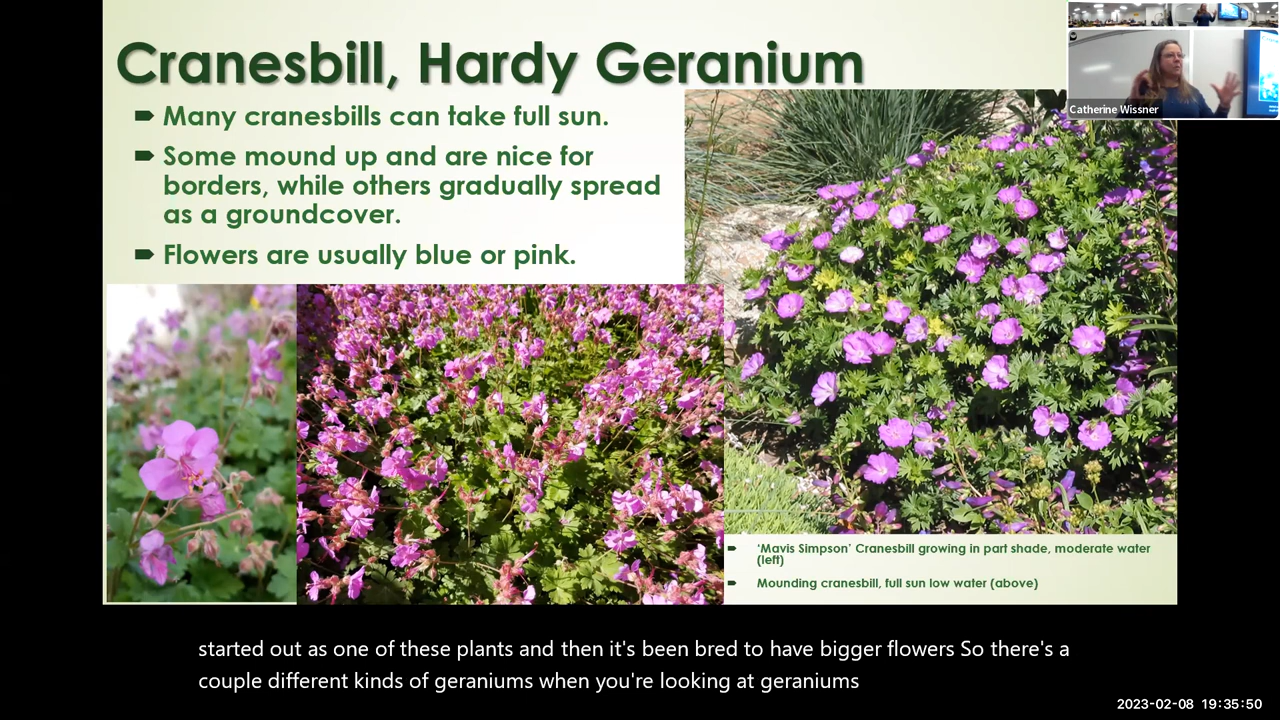 Cranesbill, Hardy Geranium
Many cranesbills can take full sun.
Some mound up and are nice for
borders, while others gradually spread
as a groundcover.
Flowers are usually blue or pink.
Catherine Wissner
'Mavis Simpson' Cranesbill growing in part shade, moderate water
(left)
Mounding cranesbill, full sun low water (above)
started out as one of these plants and then it's been bred to have bigger flowers So there's a
couple different kinds of geraniums when you're looking at geraniums
2023-02-08 19:35:50